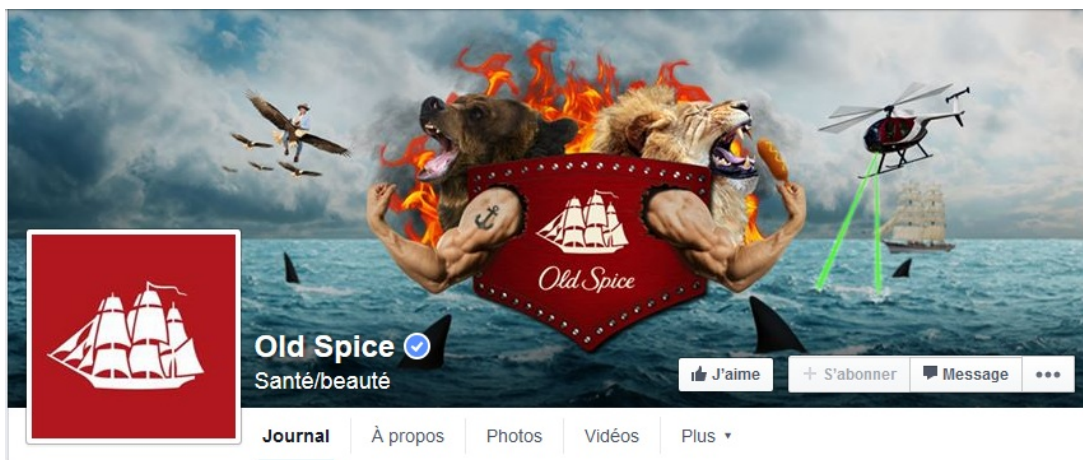 Old Spice
Old Spice
Santé/beauté
J'aime
+ S'abonner
Message
Journal
À propos
Photos
Vidéos
Plus